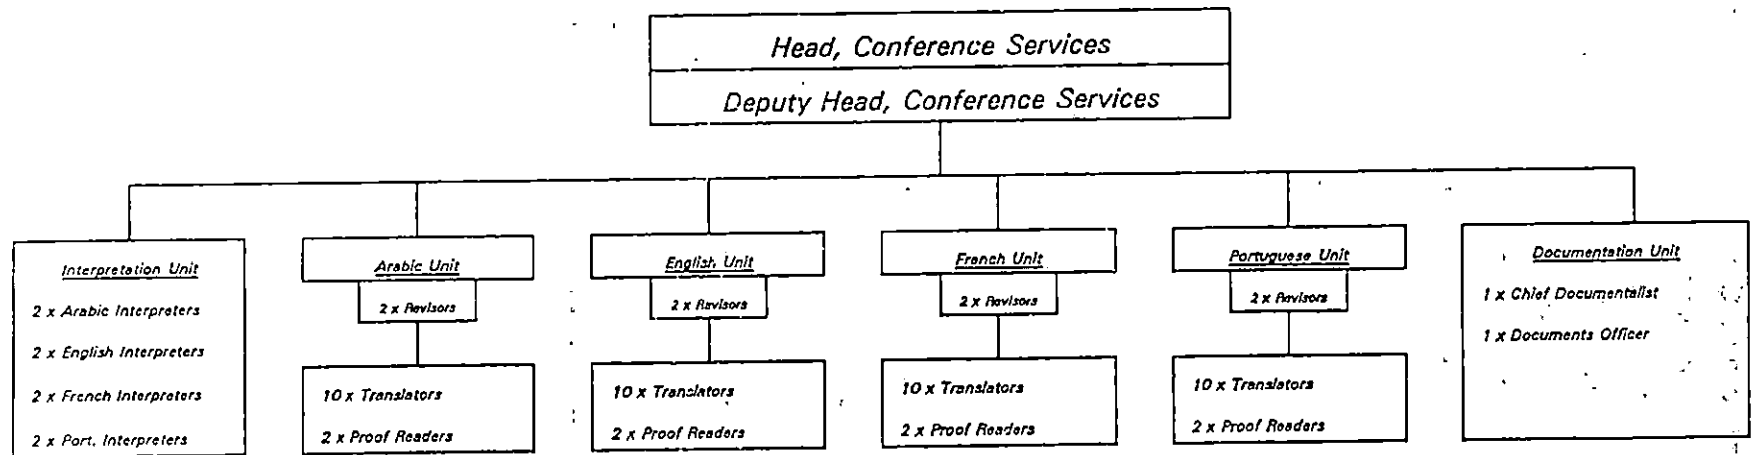 Head, Conference Services
Deputy Head, Conference Services
Interpretation Unit
2 x Arabic Interpreters
2 x English Interpreters
2 x French Interpreters
2 x Port. Interpreters
Arabic Unit
2 x Revisors
10 x Translators
2 x Proof Readers
English Unit
2 x Revisors
10 x Translators
2 x Proof Readers
French Unit
2 x Revisors
10 x Translators
2 x Proof Readers
Portuguese Unit
2 x Revisors
10 x Translators
2 x Proof Readers
Documentation Unit
1 x Chief Documentalist
1 x Documents Officer